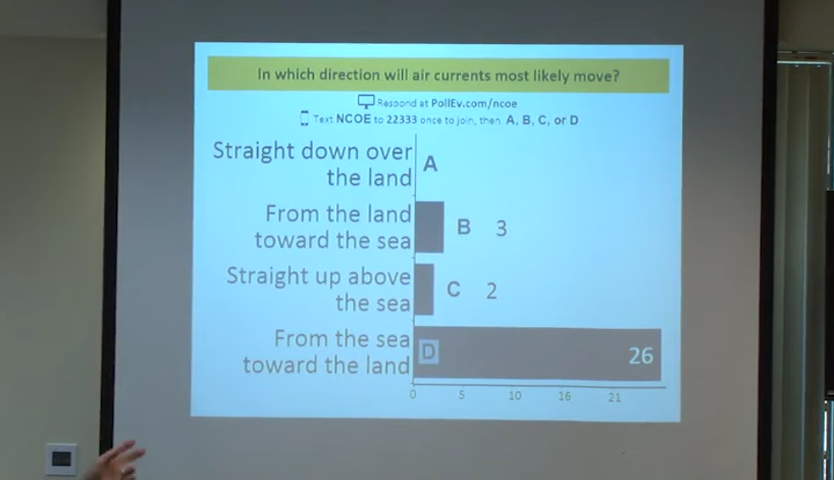 In which direction will air currents most likely move?
Respond at PollEv.com/ncoe
Text NCOE to 22333 once to join, then A, B, C, or D
Straight down over
the land A
From the land
toward the sea B 3
Straight up above
the sea C 2
From the sea
toward the land D 26
0 5 10 16 21